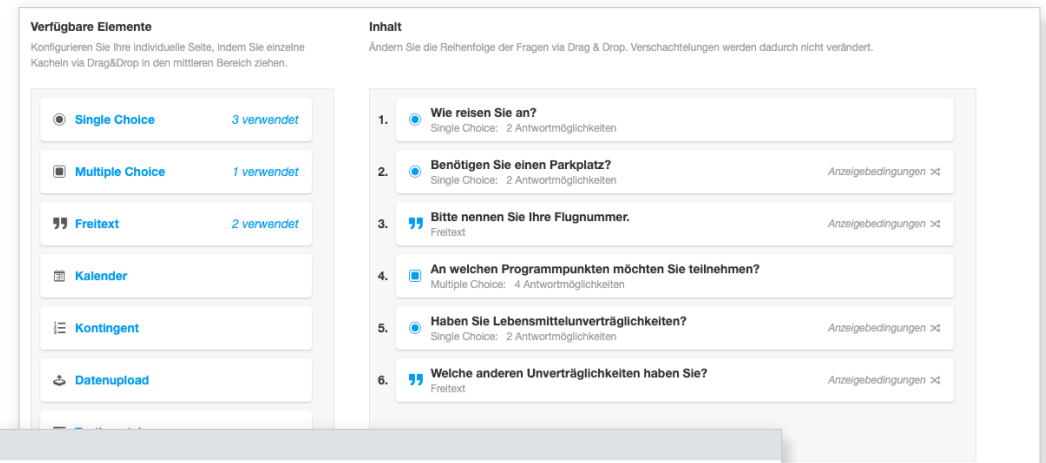 Verfügbare Elemente
Konfigurieren Sie Ihre individuelle Seite, indem Sie einzelne
Kacheln via Drag&Drop in den mittleren Bereich ziehen.
Single Choice 3 verwendet
Multiple Choice 1 verwendet
Freitext 2 verwendet
Kalender
Kontingent
Datenupload
Inhalt
Ändern Sie die Reihenfolge der Fragen via Drag & Drop. Verschachtelungen werden dadurch nicht verändert.
1. Wie reisen Sie an?
Single Choice: 2 Antwortmöglichkeiten
2. Benötigen Sie einen Parkplatz?
Single Choice: 2 Antwortmöglichkeiten Anzeigebedingungen
3. Bitte nennen Sie Ihre Flugnummer.
Freitext Anzeigebedingungen
4. An welchen Programmpunkten möchten Sie teilnehmen?
Multiple Choice: 4 Antwortmöglichkeiten
5. Haben Sie Lebensmittelunverträglichkeiten?
Single Choice: 2 Antwortmöglichkeiten Anzeigebedingungen
6. Welche anderen Unverträglichkeiten haben Sie?
Freitext Anzeigebedingungen